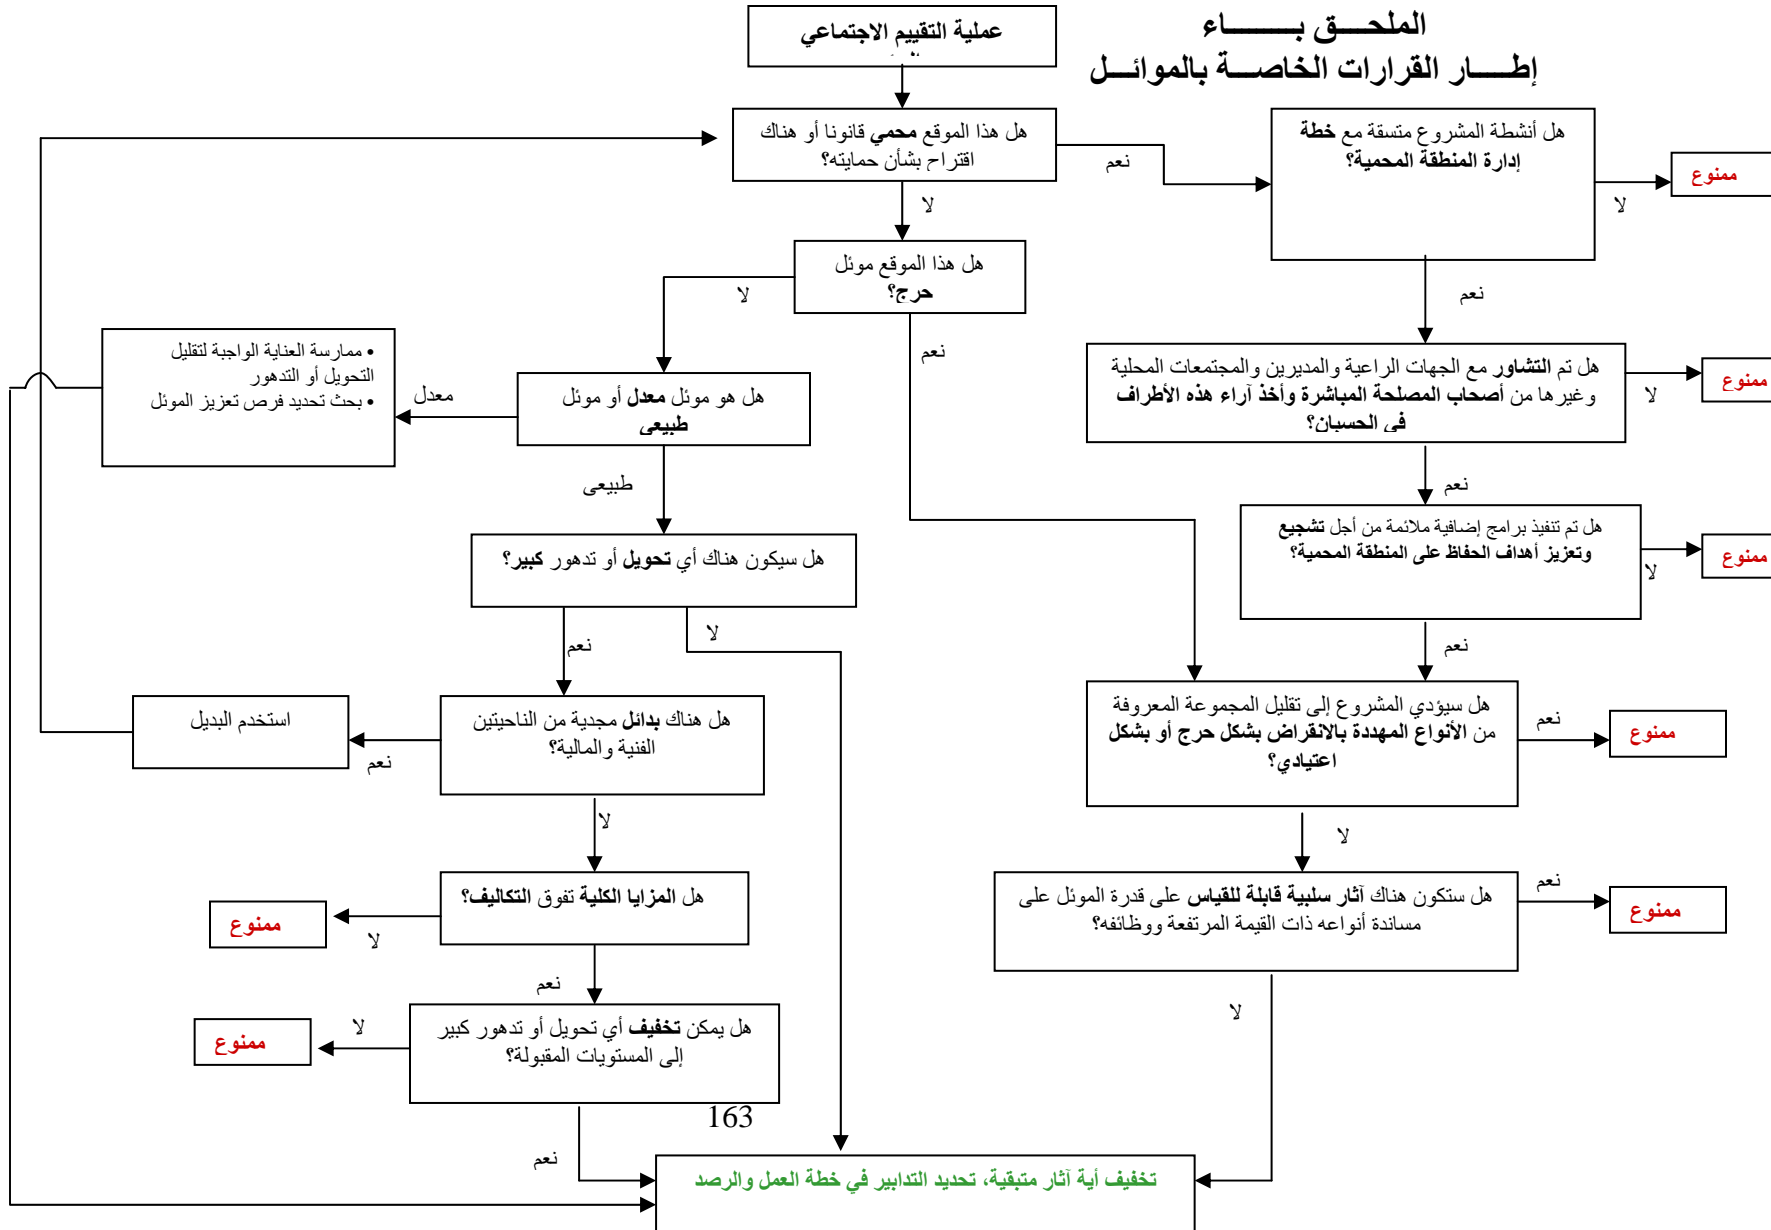 الملحــق بـــــاء
إطــــار القرارات الخاصــة بالموائــل
عملية التقييم الاجتماعي
هل هذا الموقع محمي قانونا أو هناك
اقتراح بشأن حمايته؟
نعم
لا
هل أنشطة المشروع متسقة مع خطة
إدارة المنطقة المحمية؟
لا
ممنوع
نعم
هل هذا الموقع موئل
حرج؟
لا
نعم
هل تم التشاور مع الجهات الراعية والمديرين والمجتمعات المحلية
وغيرها من أصحاب المصلحة المباشرة وأخذ آراء هذه الأطراف
في الحسبان؟
لا
ممنوع
نعم
هل هو موئل معدل أو موئل
طبيعي
معدل
• ممارسة العناية الواجبة لتقليل
التحويل أو التدهور
• بحث تحديد فرص تعزيز الموئل
طبيعى
هل تم تنفيذ برامج إضافية ملائمة من أجل تشجيع
وتعزيز أهداف الحفاظ على المنطقة المحمية؟
لا
ممنوع
نعم
هل سيكون هناك أي تحويل أو تدهور كبير؟
لا
نعم
هل سيؤدي المشروع إلى تقليل المجموعة المعروفة
من الأنواع المهددة بالانقراض بشكل حرج أو بشكل
اعتيادي؟
نعم
ممنوع
لا
هل هناك بدائل مجدية من الناحيتين
الفنية والمالية؟
نعم
استخدم البديل
لا
هل ستكون هناك آثار سلبية قابلة للقياس على قدرة الموئل على
مساندة أنواعه ذات القيمة المرتفعة ووظائفه؟
نعم
ممنوع
لا
هل المزايا الكلية تفوق التكاليف؟
لا
ممنوع
نعم
هل يمكن تخفيف أي تحويل أو تدهور كبير
إلى المستويات المقبولة؟
لا
ممنوع
نعم
163
تخفيف أية آثار متبقية، تحديد التدابير في خطة العمل والرصد